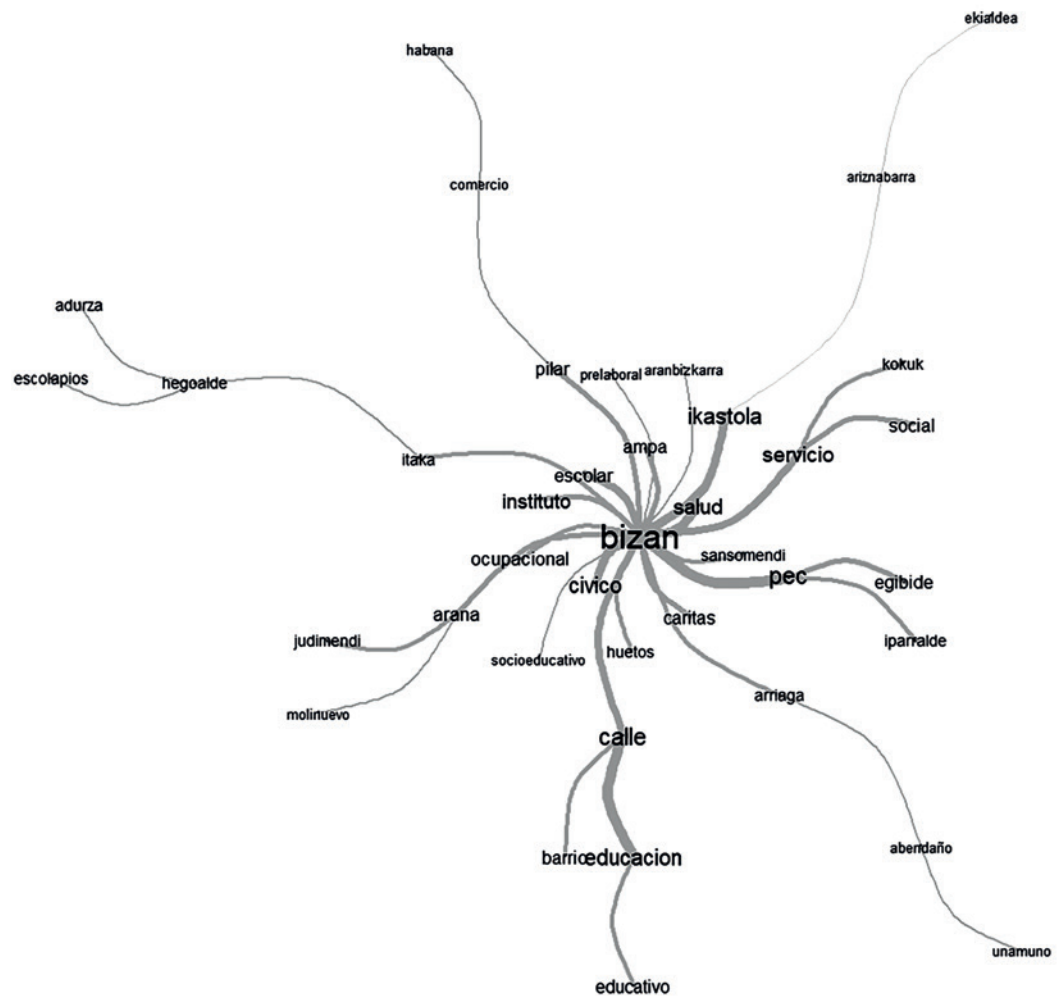 ekialdea
habana
ariznabarra
comercio
adurza
kokuk
pilar
prelaboral
aranbizkarra
escolapios
hegoalde
ikastola
social
ampa
servicio
itaka
escolar
instituto
salud
bizan
sansomendi
ocupacional
pec
civico
egibide
arana
caritas
judimendi
iparralde
huetos
socioeducativo
arriaga
molinuevo
calle
abendaño
barrio
educacion
unamuno
educativo